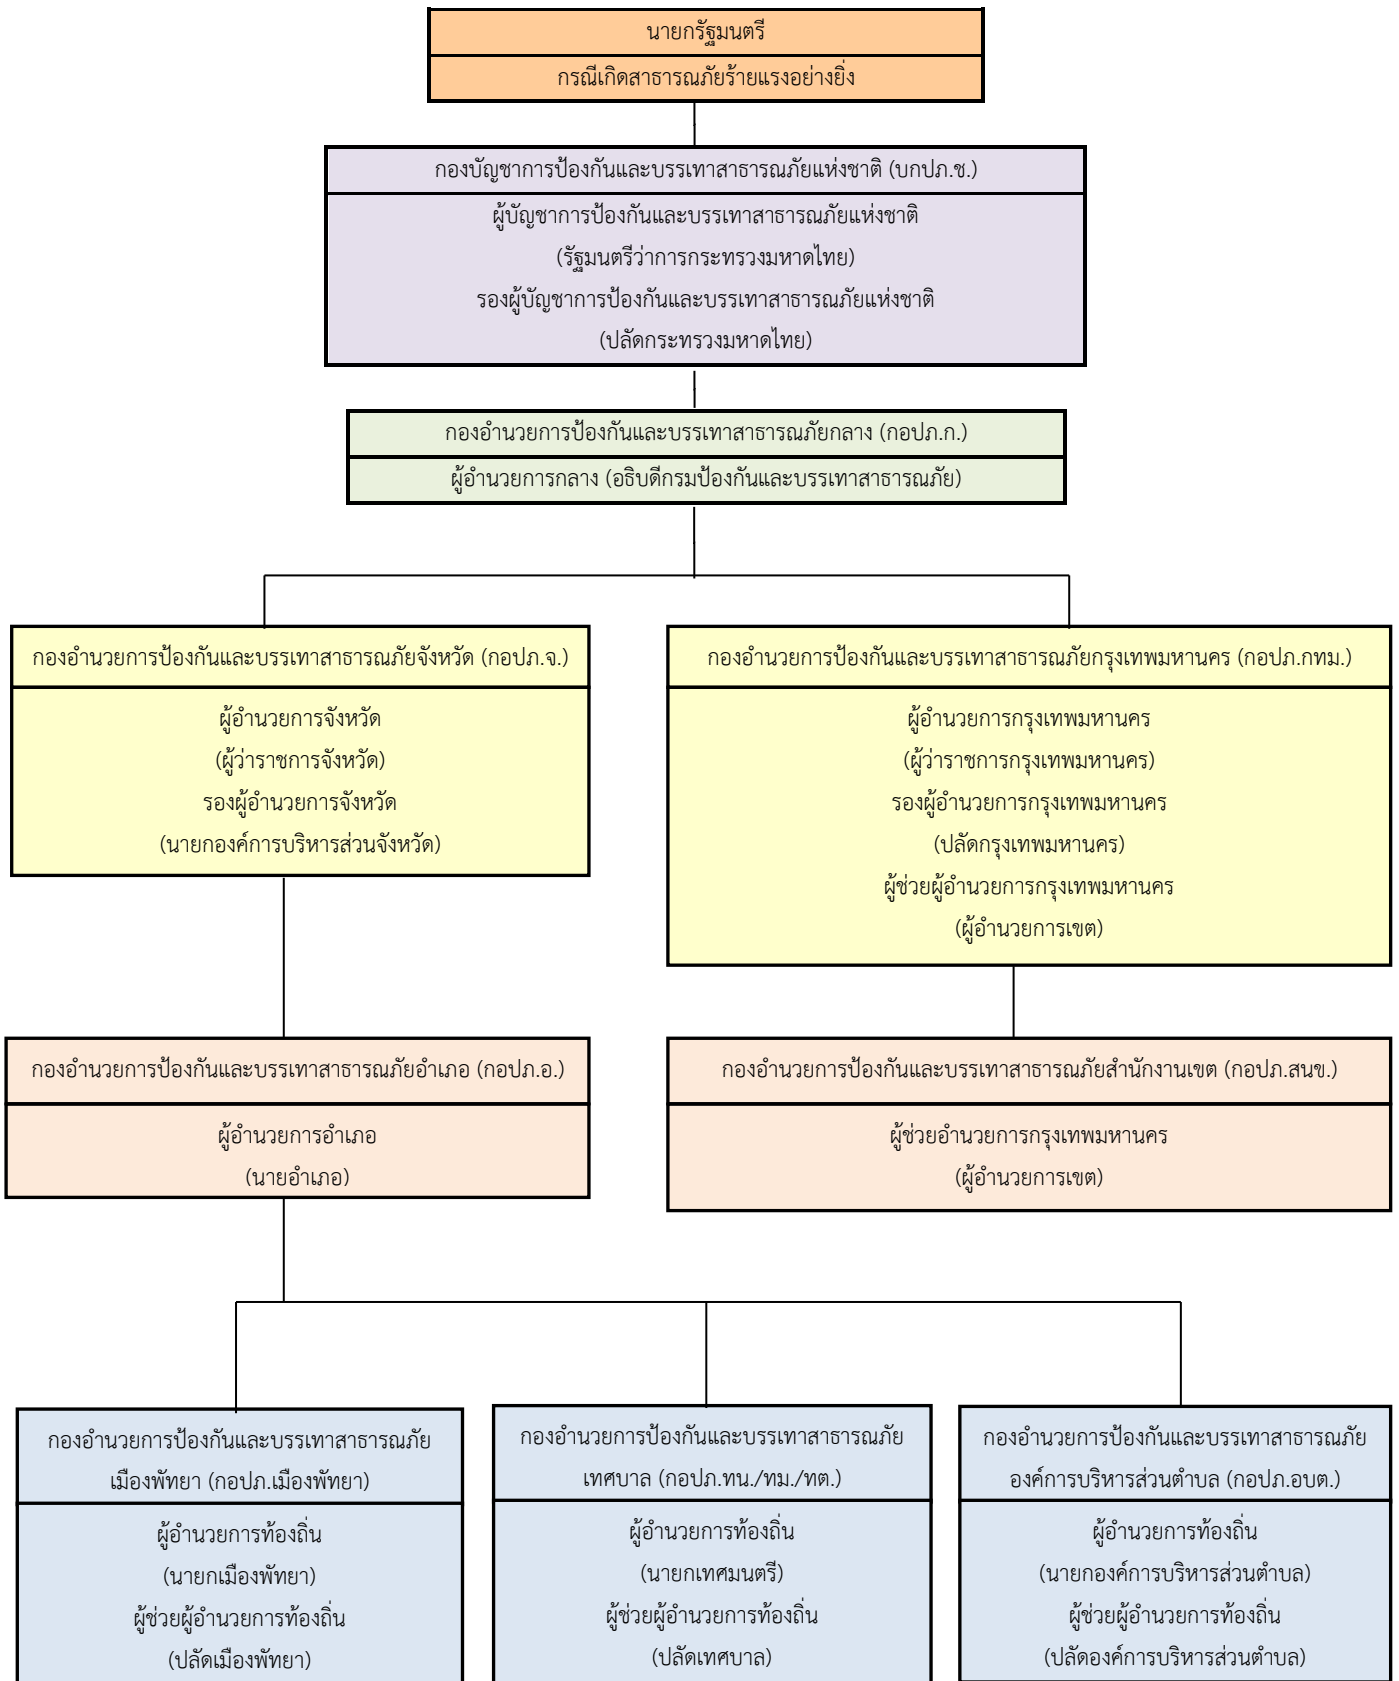 นายกรัฐมนตรี
กรณีเกิดสาธารณภัยร้ายแรงอย่างยิ่ง
กองบัญชาการป้องกันและบรรเทาสาธารณภัยแห่งชาติ (บกปภ.ช.)
ผู้บัญชาการป้องกันและบรรเทาสาธารณภัยแห่งชาติ
(รัฐมนตรีว่าการกระทรวงมหาดไทย)
รองผู้บัญชาการป้องกันและบรรเทาสาธารณภัยแห่งชาติ
(ปลัดกระทรวงมหาดไทย)
กองอำนวยการป้องกันและบรรเทาสาธารณภัยกลาง (กอปภ.ก.)
ผู้อำนวยการกลาง (อธิบดีกรมป้องกันและบรรเทาสาธารณภัย)
กองอำนวยการป้องกันและบรรเทาสาธารณภัยจังหวัด (กอปภ.จ.)
ผู้อำนวยการจังหวัด
(ผู้ว่าราชการจังหวัด)
รองผู้อำนวยการจังหวัด
(นายกองค์การบริหารส่วนจังหวัด)
กองอำนวยการป้องกันและบรรเทาสาธารณภัยกรุงเทพมหานคร (กอปภ.กทม.)
ผู้อำนวยการกรุงเทพมหานคร
(ผู้ว่าราชการกรุงเทพมหานคร)
รองผู้อำนวยการกรุงเทพมหานคร
(ปลัดกรุงเทพมหานคร)
ผู้ช่วยผู้อำนวยการกรุงเทพมหานคร
(ผู้อำนวยการเขต)
กองอำนวยการป้องกันและบรรเทาสาธารณภัยอำเภอ (กอปภ.อ.)
ผู้อำนวยการอำเภอ
(นายอำเภอ)
กองอำนวยการป้องกันและบรรเทาสาธารณภัยสำนักงานเขต (กอปภ.สนข.)
ผู้ช่วยอำนวยการกรุงเทพมหานคร
(ผู้อำนวยการเขต)
กองอำนวยการป้องกันและบรรเทาสาธารณภัย
เมืองพัทยา (กอปภ.เมืองพัทยา)
ผู้อำนวยการท้องถิ่น
(นายกเมืองพัทยา)
ผู้ช่วยผู้อำนวยการท้องถิ่น
(ปลัดเมืองพัทยา)
กองอำนวยการป้องกันและบรรเทาสาธารณภัย
เทศบาล (กอปภ.ทน./ทม./ทต.)
ผู้อำนวยการท้องถิ่น
(นายกเทศมนตรี)
ผู้ช่วยผู้อำนวยการท้องถิ่น
(ปลัดเทศบาล)
กองอำนวยการป้องกันและบรรเทาสาธารณภัย
องค์การบริหารส่วนตำบล (กอปภ.อบต.)
ผู้อำนวยการท้องถิ่น
(นายกองค์การบริหารส่วนตำบล)
ผู้ช่วยผู้อำนวยการท้องถิ่น
(ปลัดองค์การบริหารส่วนตำบล)